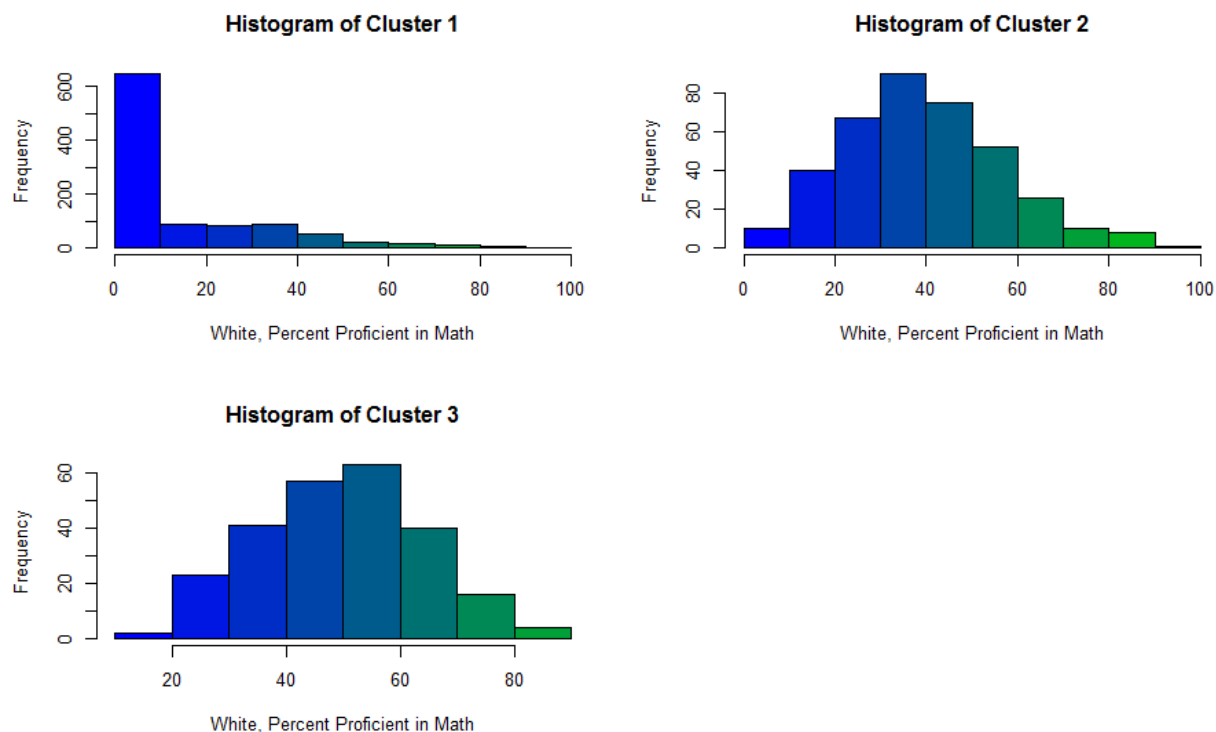 Histogram of Cluster 1
Frequency
0 200 400 600
0 20 40 60 80 100
White, Percent Proficient in Math
Histogram of Cluster 2
Frequency
0 20 40 60 80
0 20 40 60 80 100
White, Percent Proficient in Math
Histogram of Cluster 3
Frequency
0 20 40 60
20 40 60 80
White, Percent Proficient in Math